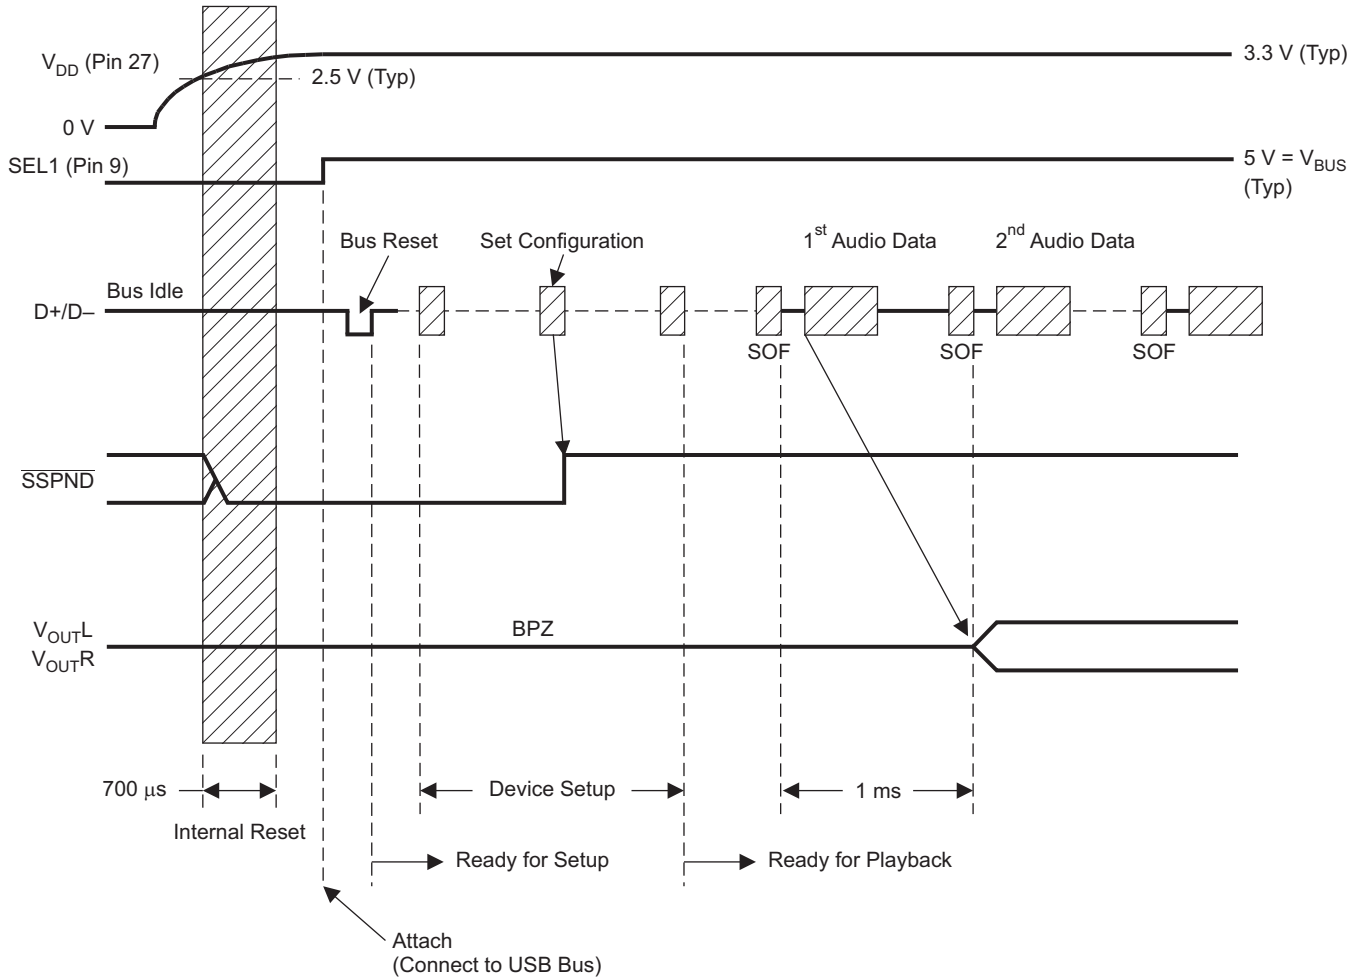 V_DD (Pin 27)
3.3 V (Typ)
2.5 V (Typ)
0 V
SEL1 (Pin 9)
5 V = V_BUS
(Typ)
Bus Reset
Set Configuration
1st Audio Data
2nd Audio Data
Bus Idle
D+/D–
SOF
SOF
SOF
SSPND
V_OUTL
V_OUTR
BPZ
700 μs
Device Setup
1 ms
Internal Reset
Ready for Setup
Ready for Playback
Attach
(Connect to USB Bus)